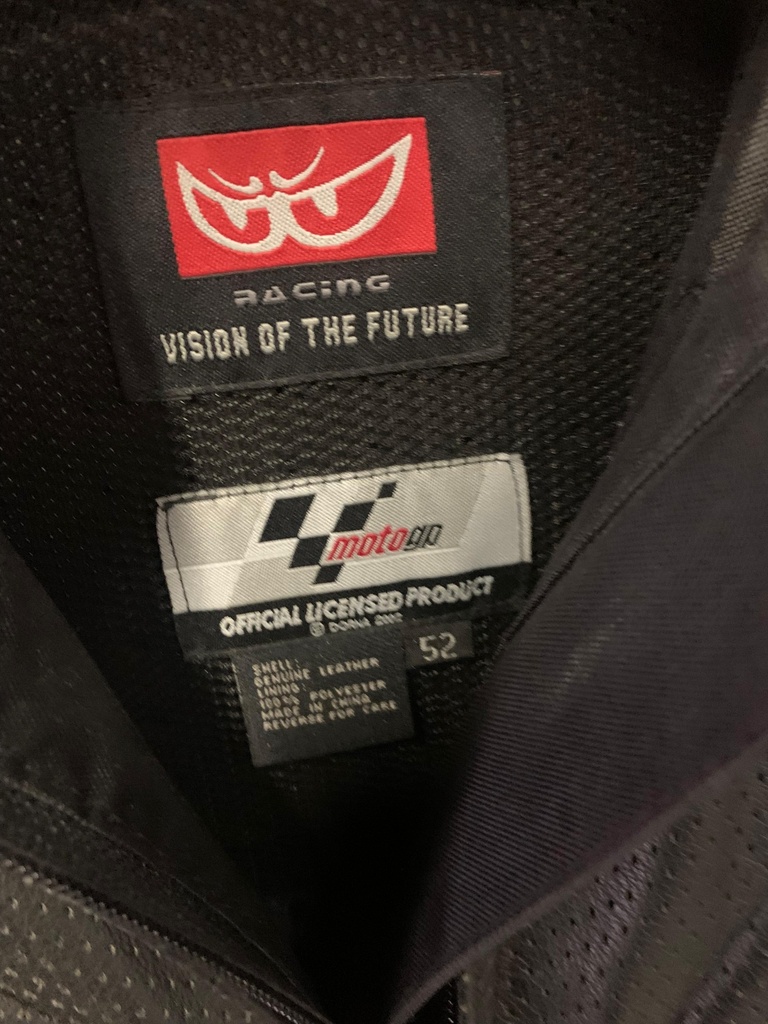 RACING
VISION OF THE FUTURE
motogp
OFFICIAL LICENSED PRODUCT
© DORNA 2002
52
SHELL:
GENUINE LEATHER
LINING:
100% POLYESTER
MADE IN CHINA
REVERSE FOR CARE